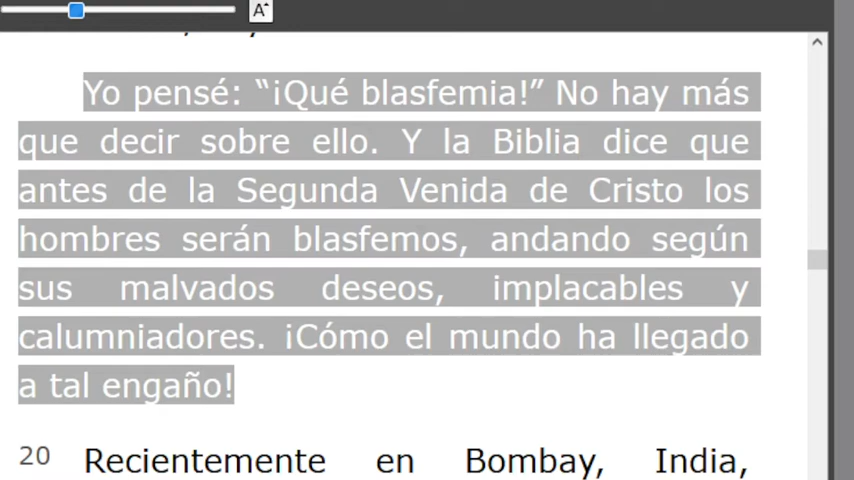 A
Yo pensé: “¡Qué blasfemia!” No hay más
que decir sobre ello. Y la Biblia dice que
antes de la Segunda Venida de Cristo los
hombres serán blasfemos, andando según
sus malvados deseos, implacables y
calumniadores. ¡Cómo el mundo ha llegado
a tal engaño!
20 Recientemente en Bombay, India,